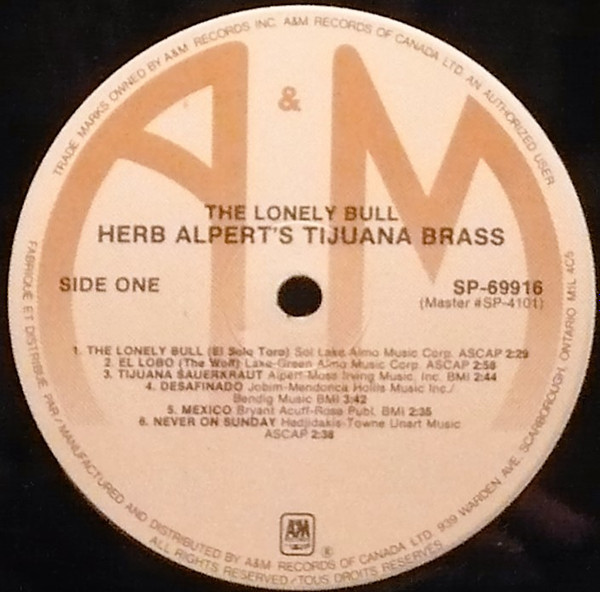 TRADE MARKS OWNED BY A&M RECORDS INC. A&M RECORDS OF CANADA LTD. AN AUTHORIZED USER
A & M
THE LONELY BULL
HERB ALPERT'S TIJUANA BRASS
SIDE ONE
SP-69916
(Master #SP-4101)
1. THE LONELY BULL (El Solo Toro) Sol Lake Almo Music Corp. ASCAP 2:29
2. EL LOBO (The Wolf) Lake-Green Almo Music Corp. ASCAP 2:58
3. TIJUANA SAUERKRAUT Alpert-Moss Irving Music, Inc. BMI 2:44
4. DESAFINADO Jobim-Mendonca Hollis Music Inc./
Bendig Music BMI 3:42
5. MEXICO Bryant Acuff-Rose Publ. BMI 2:35
6. NEVER ON SUNDAY Hadjidakis-Towne Unart Music
ASCAP 2:38
A&M
RECORDS
®
FABRIQUÉ ET DISTRIBUÉ PAR / MANUFACTURED AND DISTRIBUTED BY A&M RECORDS OF CANADA LTD. 939 WARDEN AVE. SCARBOROUGH, ONTARIO M1L 4C5
ALL RIGHTS RESERVED / TOUS DROITS RESERVES